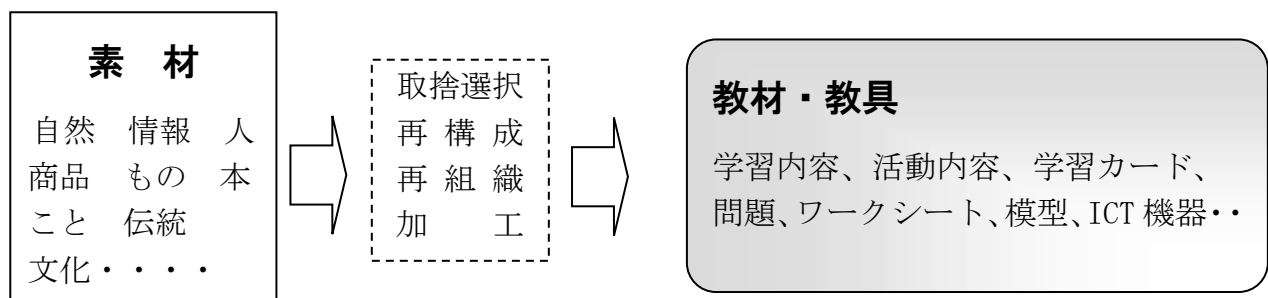 素 材
自然 情報 人
商品 もの 本
こと 伝統
文化・・・・
取捨選択
再構成
再組織
加 工
教材・教具
学習内容、活動内容、学習カード、
問題、ワークシート、模型、ICT 機器・・